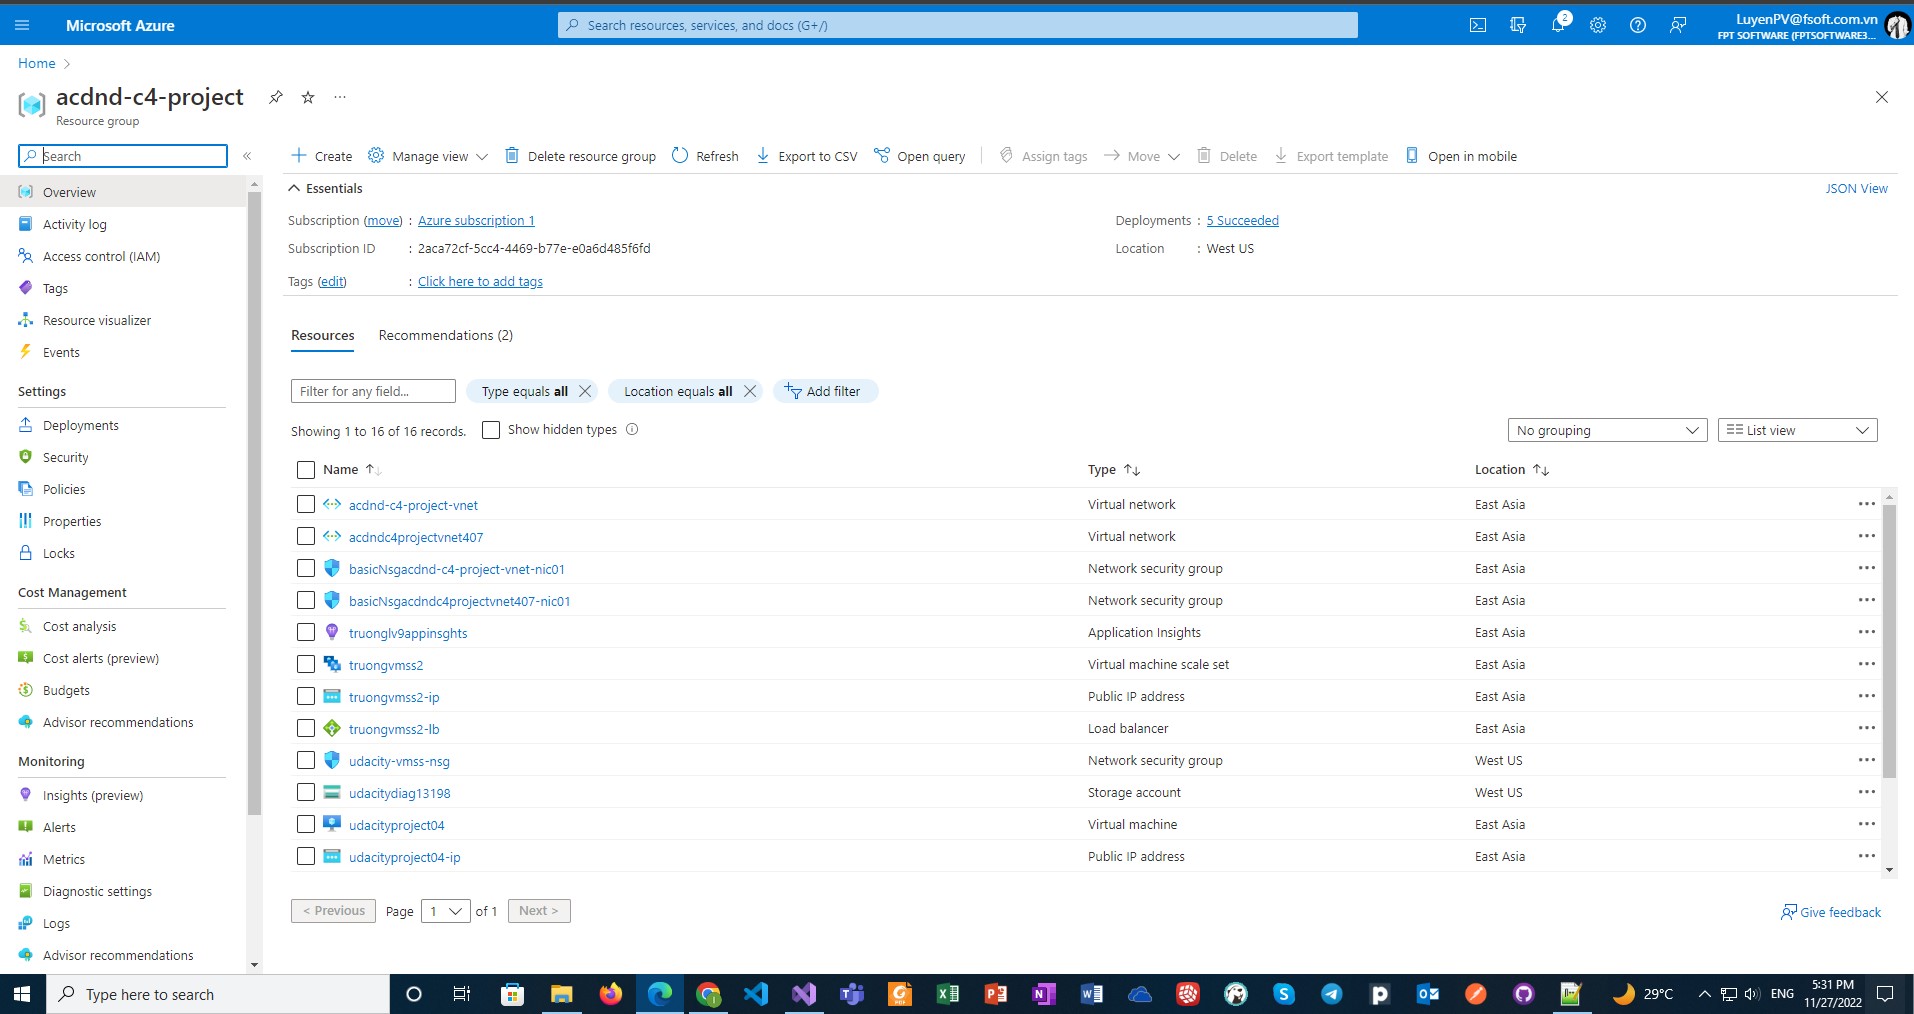 Microsoft Azure
Search resources, services, and docs (G+/)
2
LuyenPV@fsoft.com.vn
FPT SOFTWARE (FPTSOFTWARE3...
Home
acdnd-c4-project
Resource group
Search
Create
Manage view
Delete resource group
Refresh
Export to CSV
Open query
Assign tags
Move
Delete
Export template
Open in mobile
Overview
Activity log
Access control (IAM)
Tags
Resource visualizer
Events
Settings
Deployments
Security
Policies
Properties
Locks
Cost Management
Cost analysis
Cost alerts (preview)
Budgets
Advisor recommendations
Monitoring
Insights (preview)
Alerts
Metrics
Diagnostic settings
Logs
Advisor recommendations
Essentials
JSON View
Subscription (move) : Azure subscription 1
Deployments : 5 Succeeded
Subscription ID : 2aca72cf-5cc4-4469-b77e-e0a6d485f6fd
Location : West US
Tags (edit) : Click here to add tags
Resources Recommendations (2)
Filter for any field...
Type equals all
Location equals all
Add filter
Showing 1 to 16 of 16 records.
Show hidden types
No grouping
List view
Name Type Location
acdnd-c4-project-vnet Virtual network East Asia
acdndc4projectvnet407 Virtual network East Asia
basicNsgacdnd-c4-project-vnet-nic01 Network security group East Asia
basicNsgacdndc4projectvnet407-nic01 Network security group East Asia
truonglv9appinsghts Application Insights East Asia
truongvmss2 Virtual machine scale set East Asia
truongvmss2-ip Public IP address East Asia
truongvmss2-lb Load balancer East Asia
udacity-vmss-nsg Network security group West US
udacitydiag13198 Storage account West US
udacityproject04 Virtual machine East Asia
udacityproject04-ip Public IP address East Asia
< Previous Page 1 of 1 Next >
Give feedback
Type here to search
29°C
ENG
5:31 PM
11/27/2022